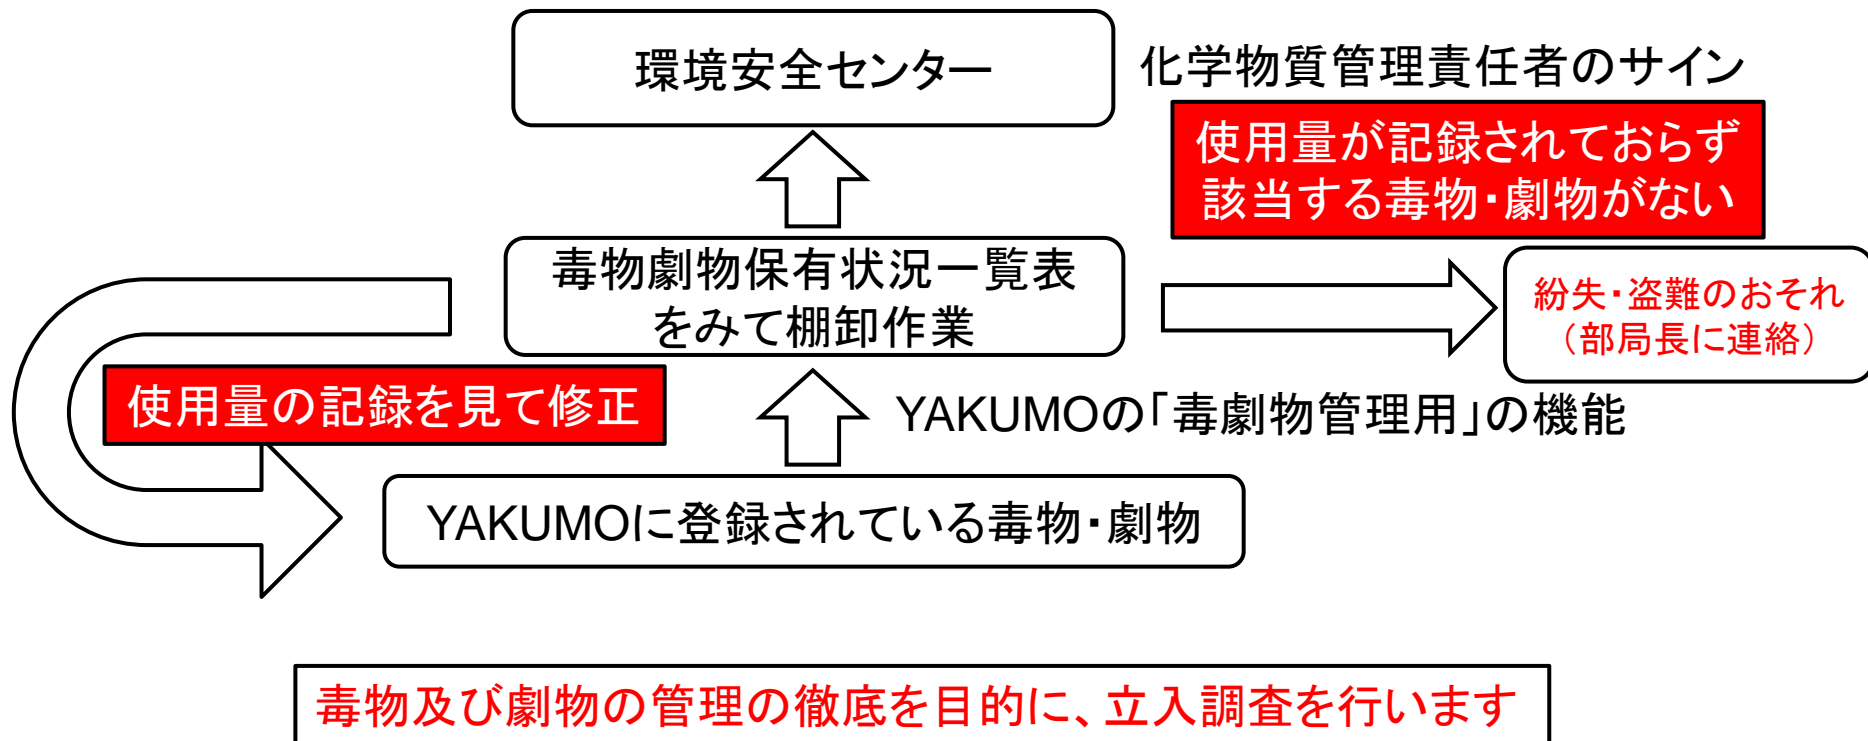 環境安全センター
化学物質管理責任者のサイン
使用量が記録されておらず
該当する毒物・劇物がない
毒物劇物保有状況一覧表
をみて棚卸作業
紛失・盗難のおそれ
（部局長に連絡）
使用量の記録を見て修正
YAKUMOの「毒劇物管理用」の機能
YAKUMOに登録されている毒物・劇物
毒物及び劇物の管理の徹底を目的に、立入調査を行います